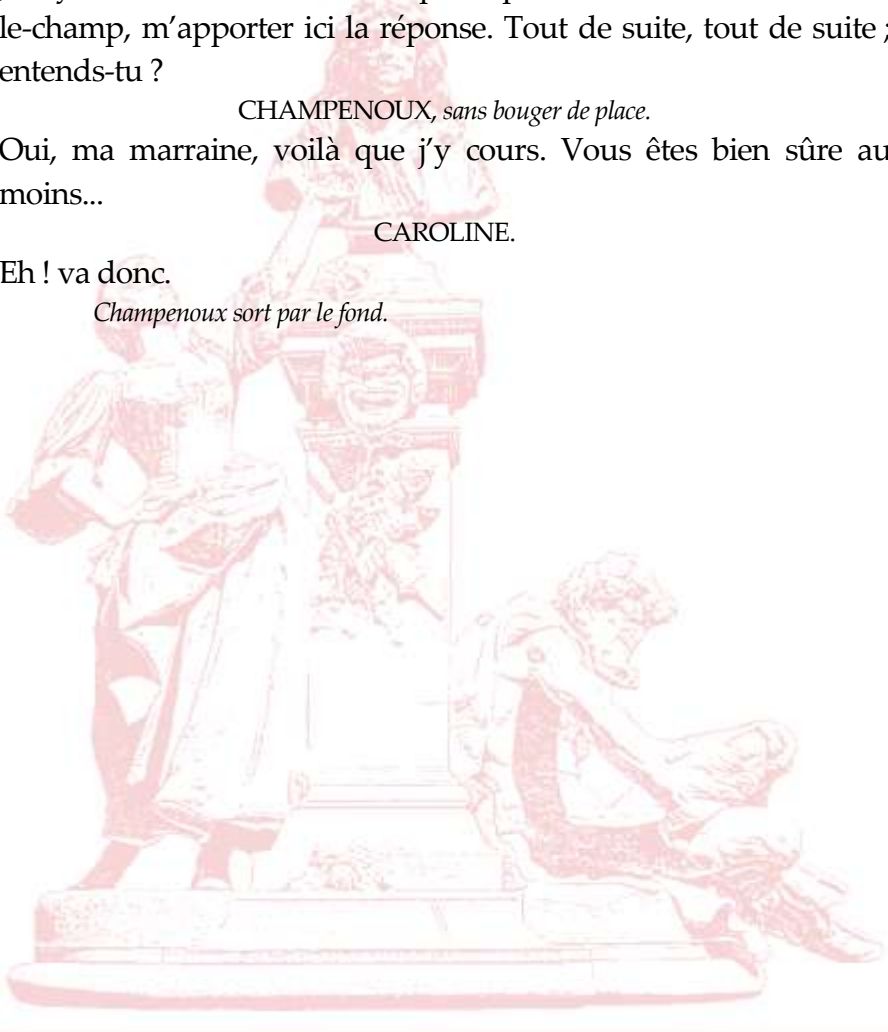 le-champ, m’apporter ici la réponse. Tout de suite, tout de suite ;
entends-tu ?
CHAMPENOUX, sans bouger de place.
Oui, ma marraine, voilà que j’y cours. Vous êtes bien sûre au
moins...
CAROLINE.
Eh ! va donc.
Champenoux sort par le fond.